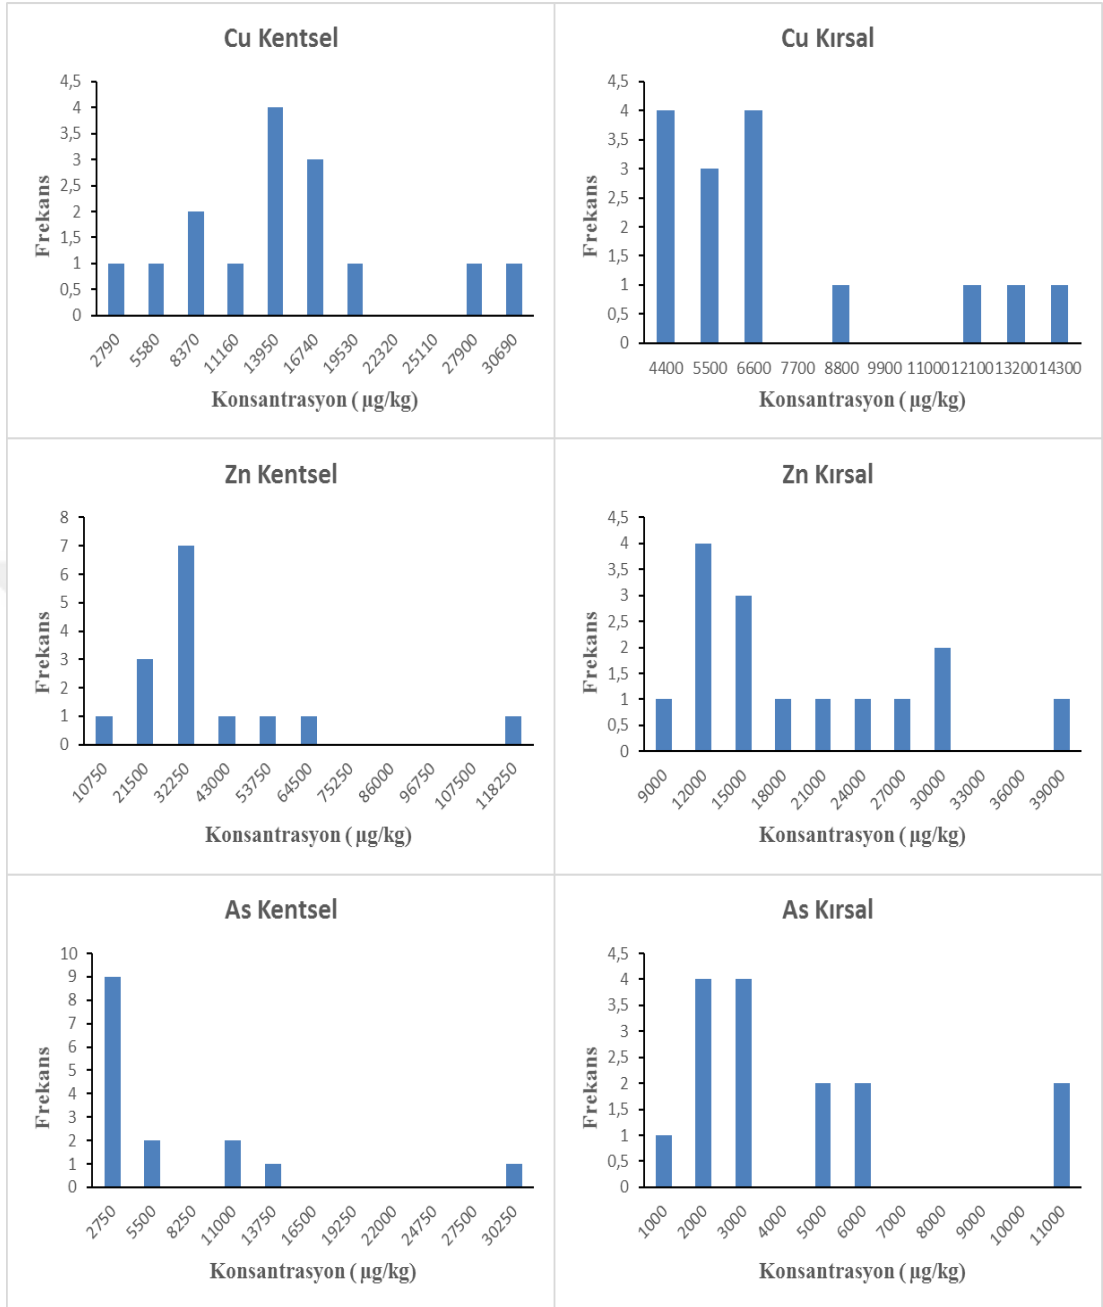 Cu Kentsel
4,5
4
3,5
3
2,5
2
1,5
1
0,5
0
Frekans
2790 5580 8370 11160 13950 16740 19530 22320 25110 27900 30690
Konsantrasyon ( µg/kg)
Cu Kırsal
4,5
4
3,5
3
2,5
2
1,5
1
0,5
0
Frekans
4400 5500 6600 7700 8800 9900 11000 12100 13200 14300
Konsantrasyon ( µg/kg)
Zn Kentsel
8
7
6
5
4
3
2
1
0
Frekans
10750 21500 32250 43000 53750 64500 75250 86000 96750 107500 118250
Konsantrasyon ( µg/kg)
Zn Kırsal
4,5
4
3,5
3
2,5
2
1,5
1
0,5
0
Frekans
9000 12000 15000 18000 21000 24000 27000 30000 33000 36000 39000
Konsantrasyon ( µg/kg)
As Kentsel
10
9
8
7
6
5
4
3
2
1
0
Frekans
2750 5500 8250 11000 13750 16500 19250 22000 24750 27500 30250
Konsantrasyon ( µg/kg)
As Kırsal
4,5
4
3,5
3
2,5
2
1,5
1
0,5
0
Frekans
1000 2000 3000 4000 5000 6000 7000 8000 9000 10000 11000
Konsantrasyon ( µg/kg)